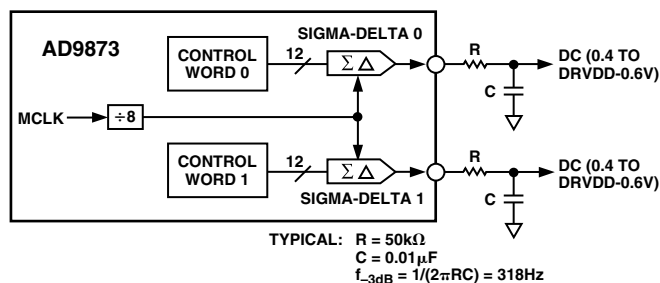 AD9873
SIGMA-DELTA 0
CONTROL
WORD 0
12
Σ Δ
R
C
DC (0.4 TO
DRVDD-0.6V)
MCLK
÷8
CONTROL
WORD 1
12
Σ Δ
SIGMA-DELTA 1
R
C
DC (0.4 TO
DRVDD-0.6V)
TYPICAL: R = 50kΩ
C = 0.01μF
f–3dB = 1/(2πRC) = 318Hz